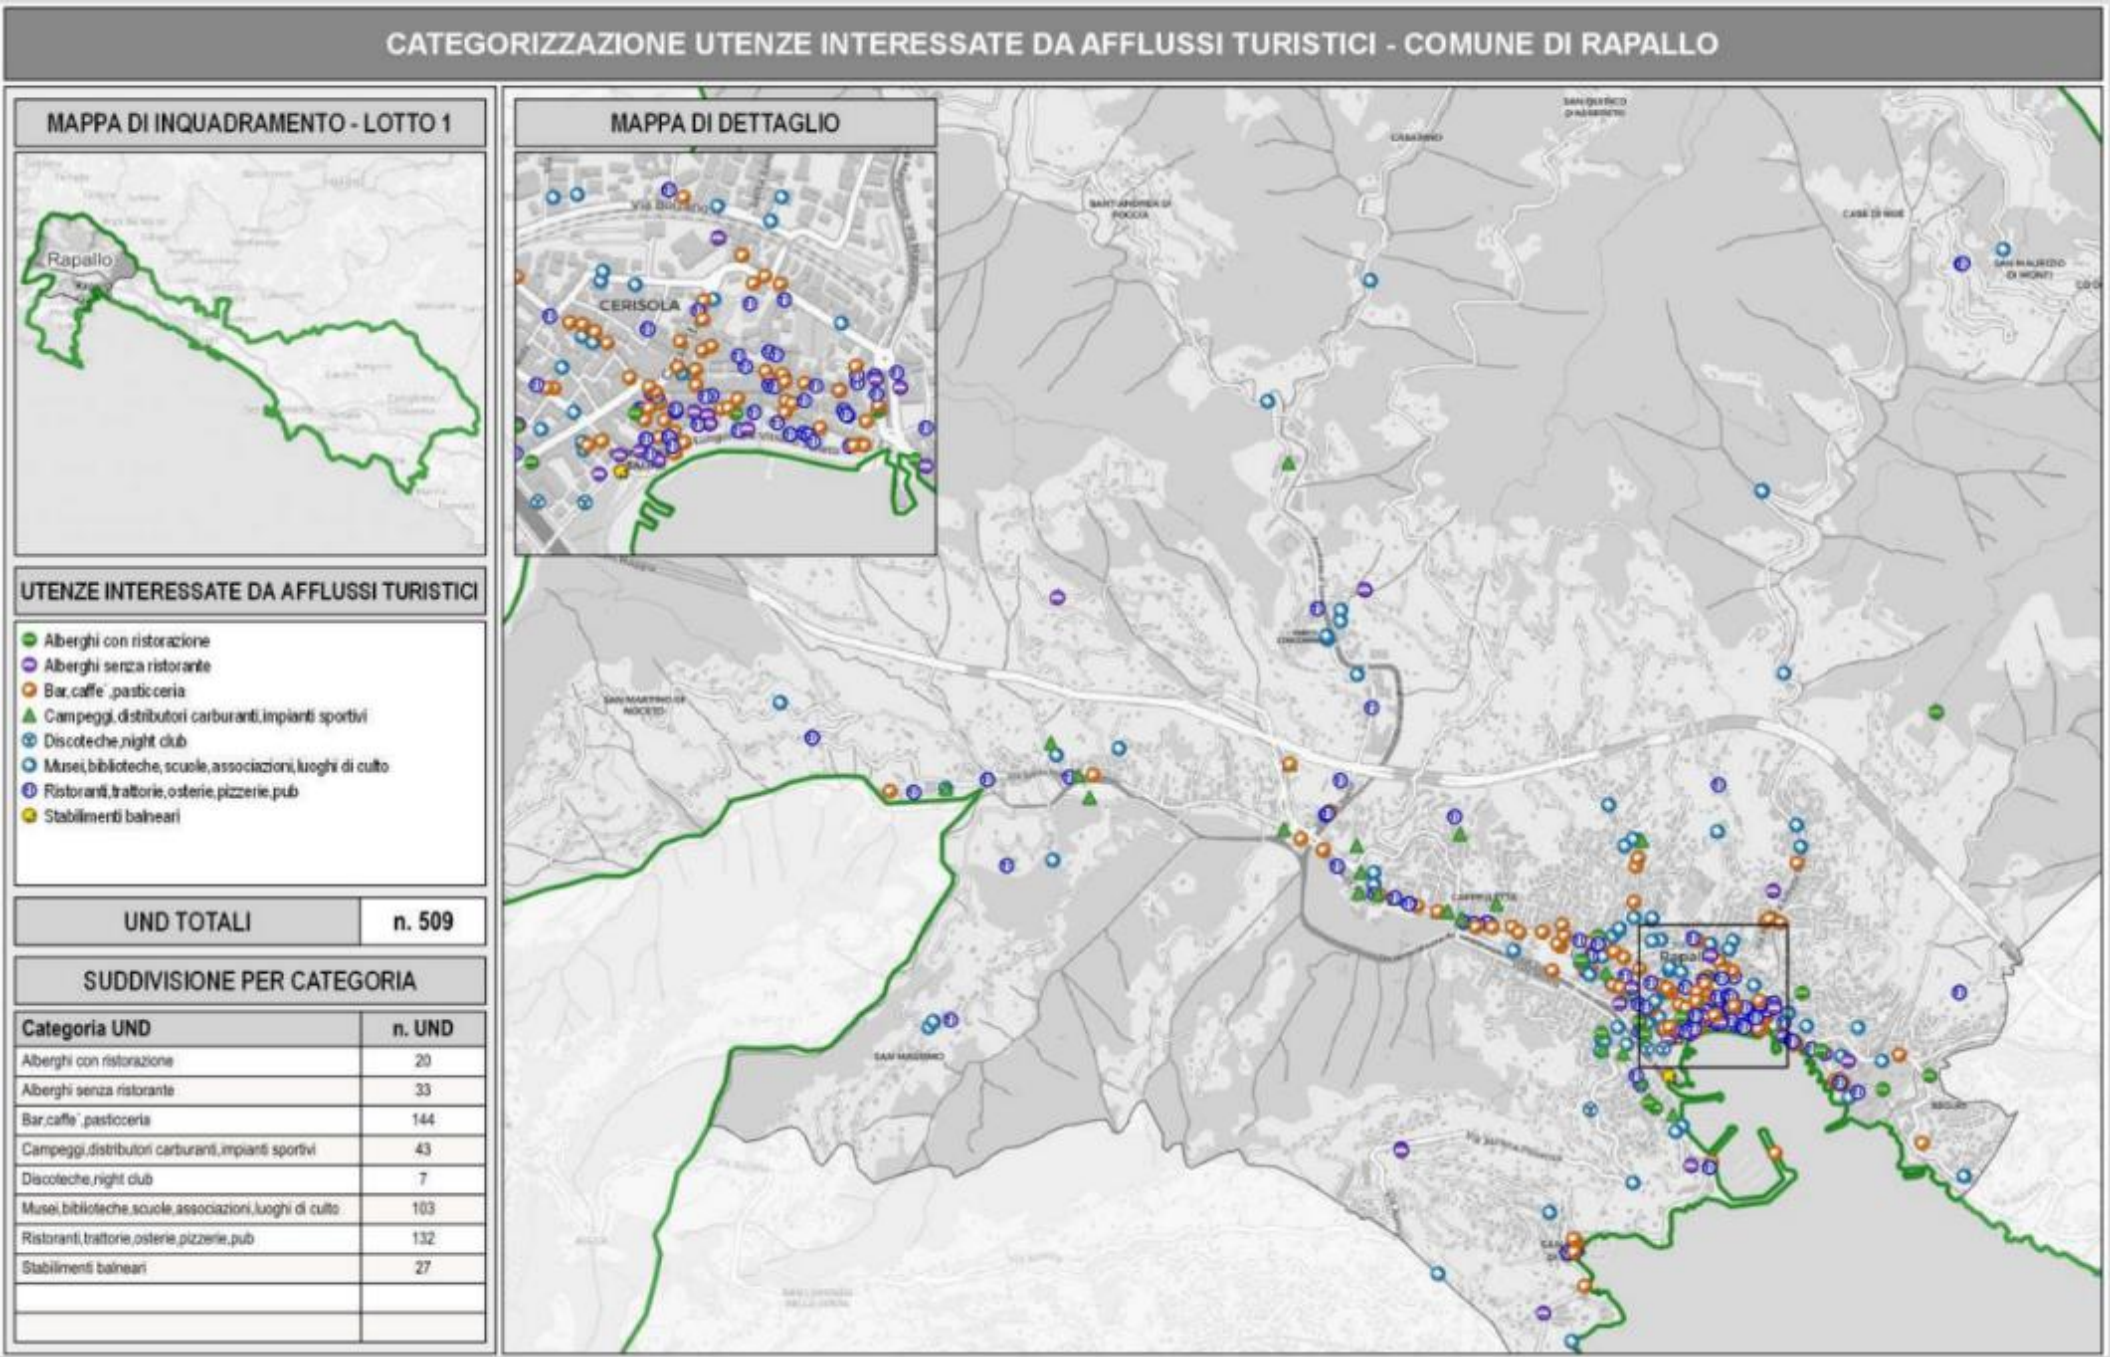 CATEGORIZZAZIONE UTENZE INTERESSATE DA AFFLUSSI TURISTICI - COMUNE DI RAPALLO
MAPPA DI INQUADRAMENTO - LOTTO 1
Rapallo
UTENZE INTERESSATE DA AFFLUSSI TURISTICI
Alberghi con ristorazione
Alberghi senza ristorante
Bar,caffe`,pasticceria
Campeggi,distributori carburanti,impianti sportivi
Discoteche,night club
Musei,biblioteche,scuole,associazioni,luoghi di culto
Ristoranti,trattorie,osterie,pizzerie,pub
Stabilimenti balneari
UND TOTALI n. 509
SUDDIVISIONE PER CATEGORIA
Categoria UND n. UND
Alberghi con ristorazione 20
Alberghi senza ristorante 33
Bar,caffe`,pasticceria 144
Campeggi,distributori carburanti,impianti sportivi 43
Discoteche,night club 7
Musei,biblioteche,scuole,associazioni,luoghi di culto 103
Ristoranti,trattorie,osterie,pizzerie,pub 132
Stabilimenti balneari 27
MAPPA DI DETTAGLIO
CERISOLA
SANT'ANDREA DI
FOGGIA
SAN MAURIZIO
DI MONTI
SAN MARTINO DI
NOCETO
SAN MASSIMO